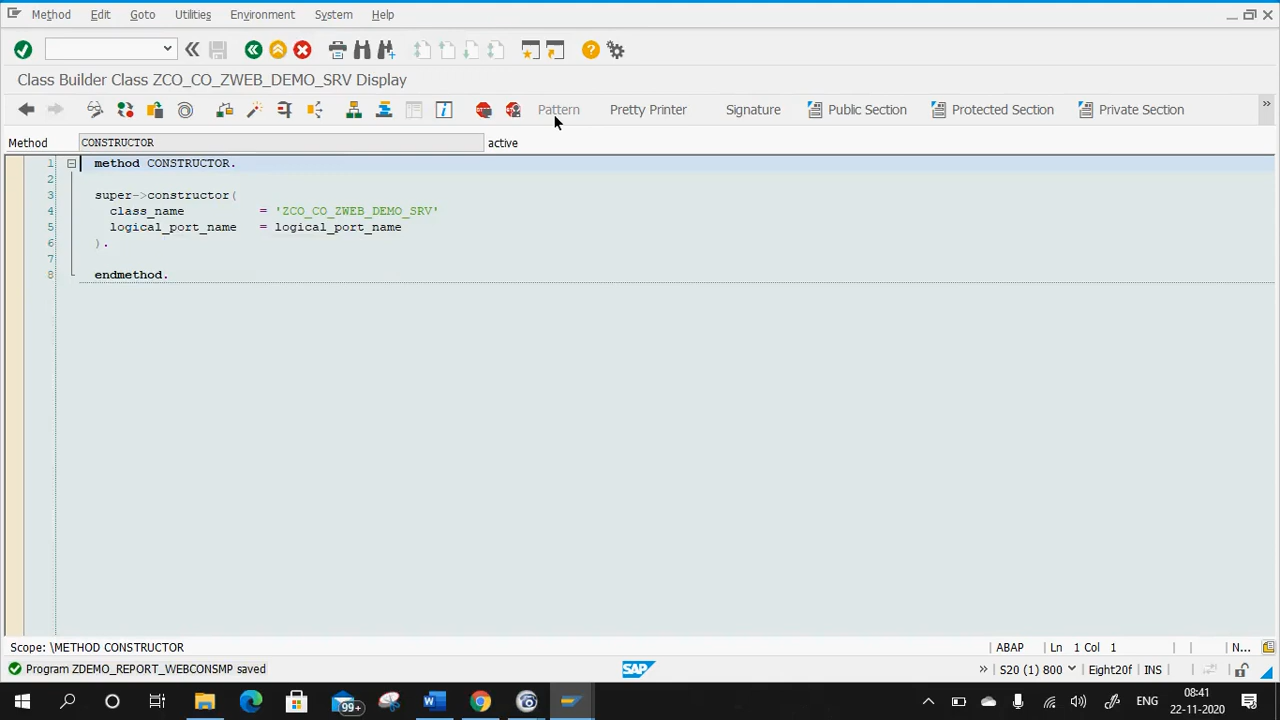 Method Edit Goto Utilities Environment System Help
Class Builder Class ZCO_CO_ZWEB_DEMO_SRV Display
Pattern Pretty Printer Signature Public Section Protected Section Private Section
Method CONSTRUCTOR active
1 method CONSTRUCTOR.
2
3 super->constructor(
4 class_name = 'ZCO_CO_ZWEB_DEMO_SRV'
5 logical_port_name = logical_port_name
6 ).
7
8 endmethod.
Scope: \METHOD CONSTRUCTOR ABAP Ln 1 Col 1 N...
Program ZDEMO_REPORT_WEBCONSMP saved SAP S20 (1) 800 Eight20f INS
99+ ENG 08:41
22-11-2020